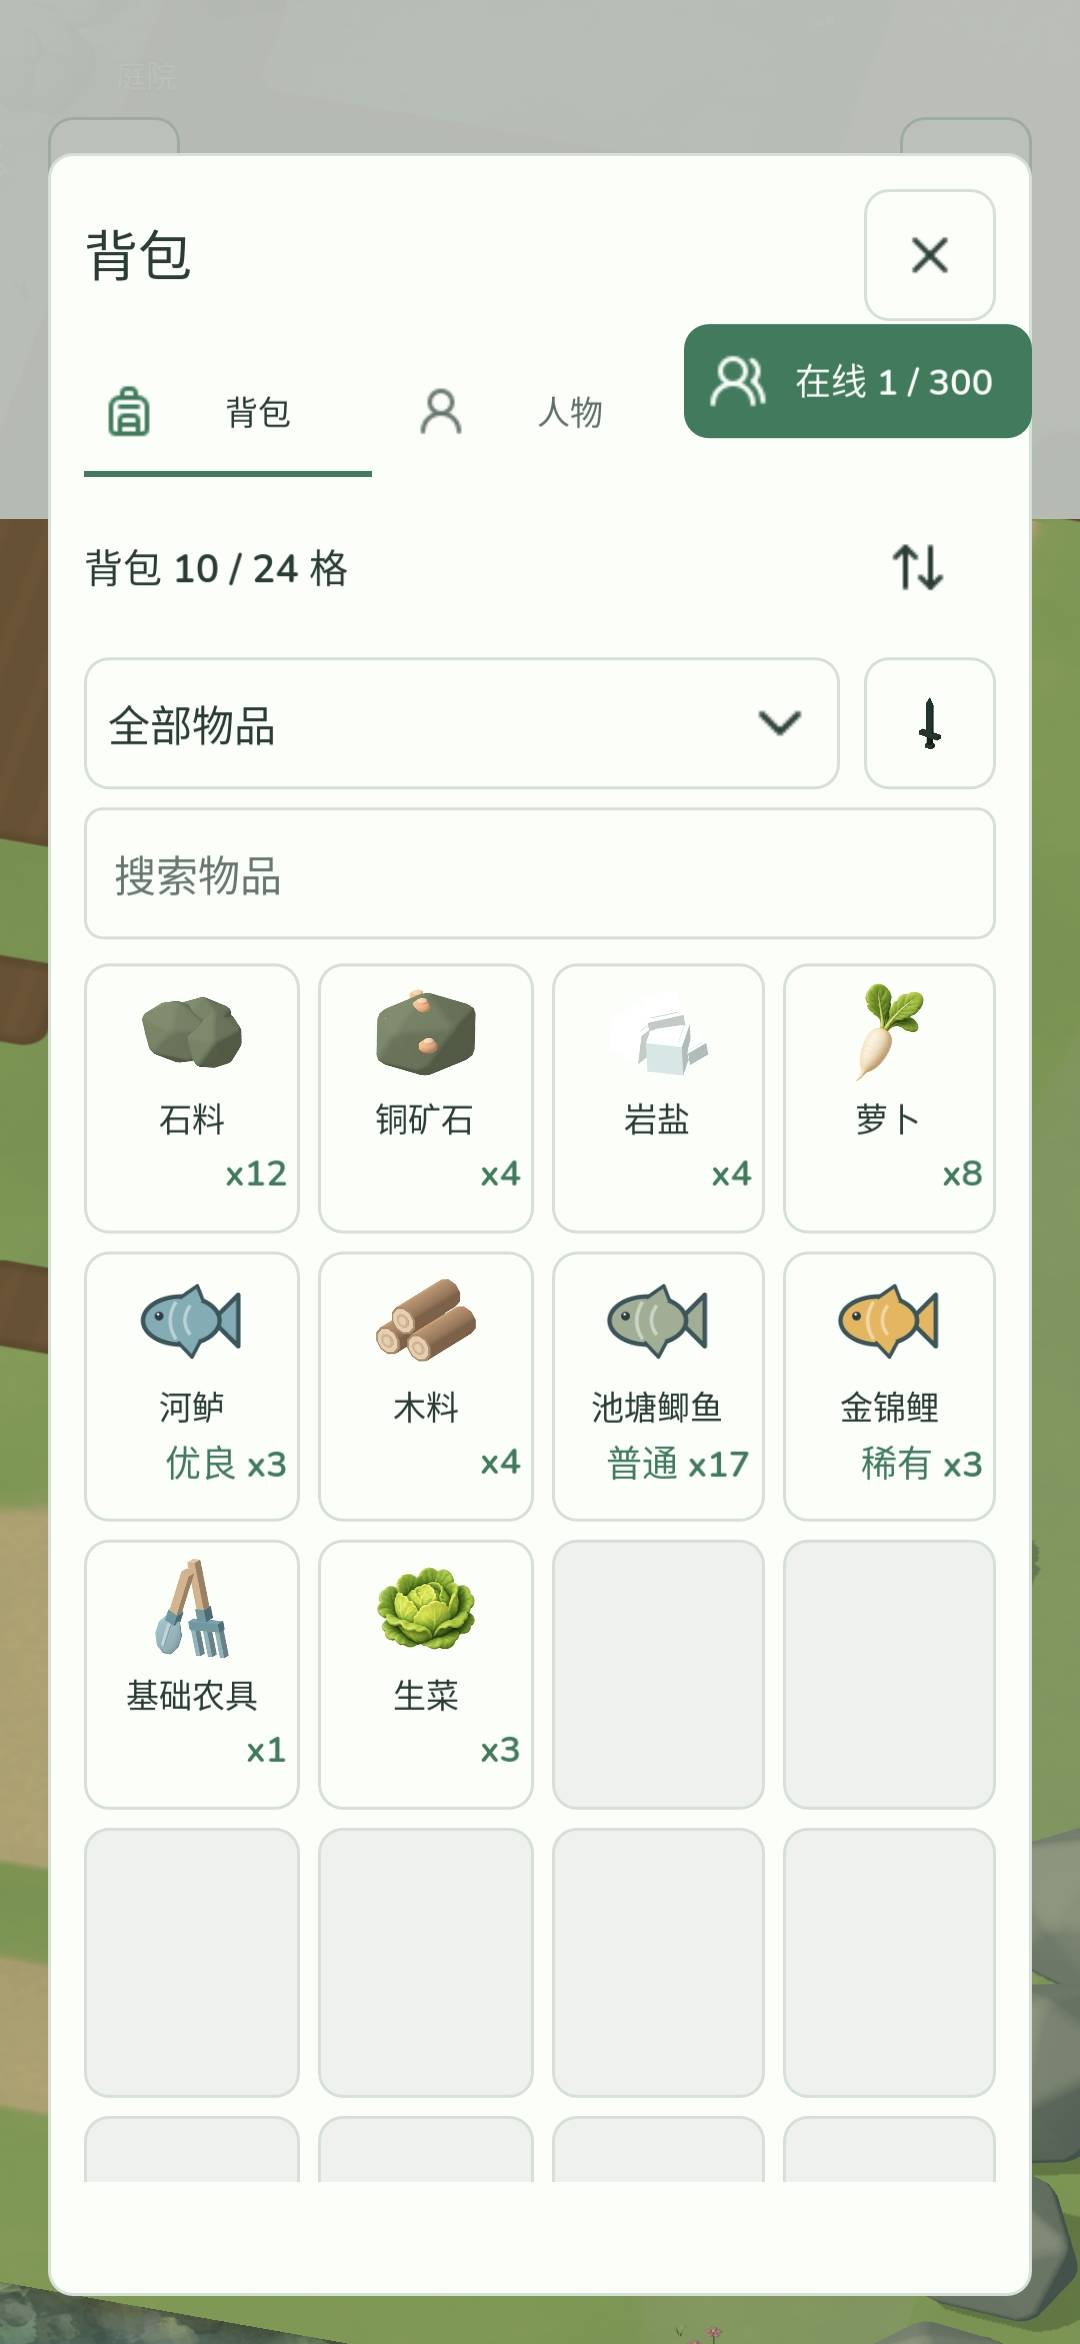 庭院
背包
在线 1 / 300
背包
人物
背包 10 / 24 格
全部物品
搜索物品
石料
铜矿石
岩盐
萝卜
x12
x4
x4
x8
河鲈
木料
池塘鲫鱼
金锦鲤
优良 x3
x4
普通 x17
稀有 x3
基础农具
生菜
x1
x3